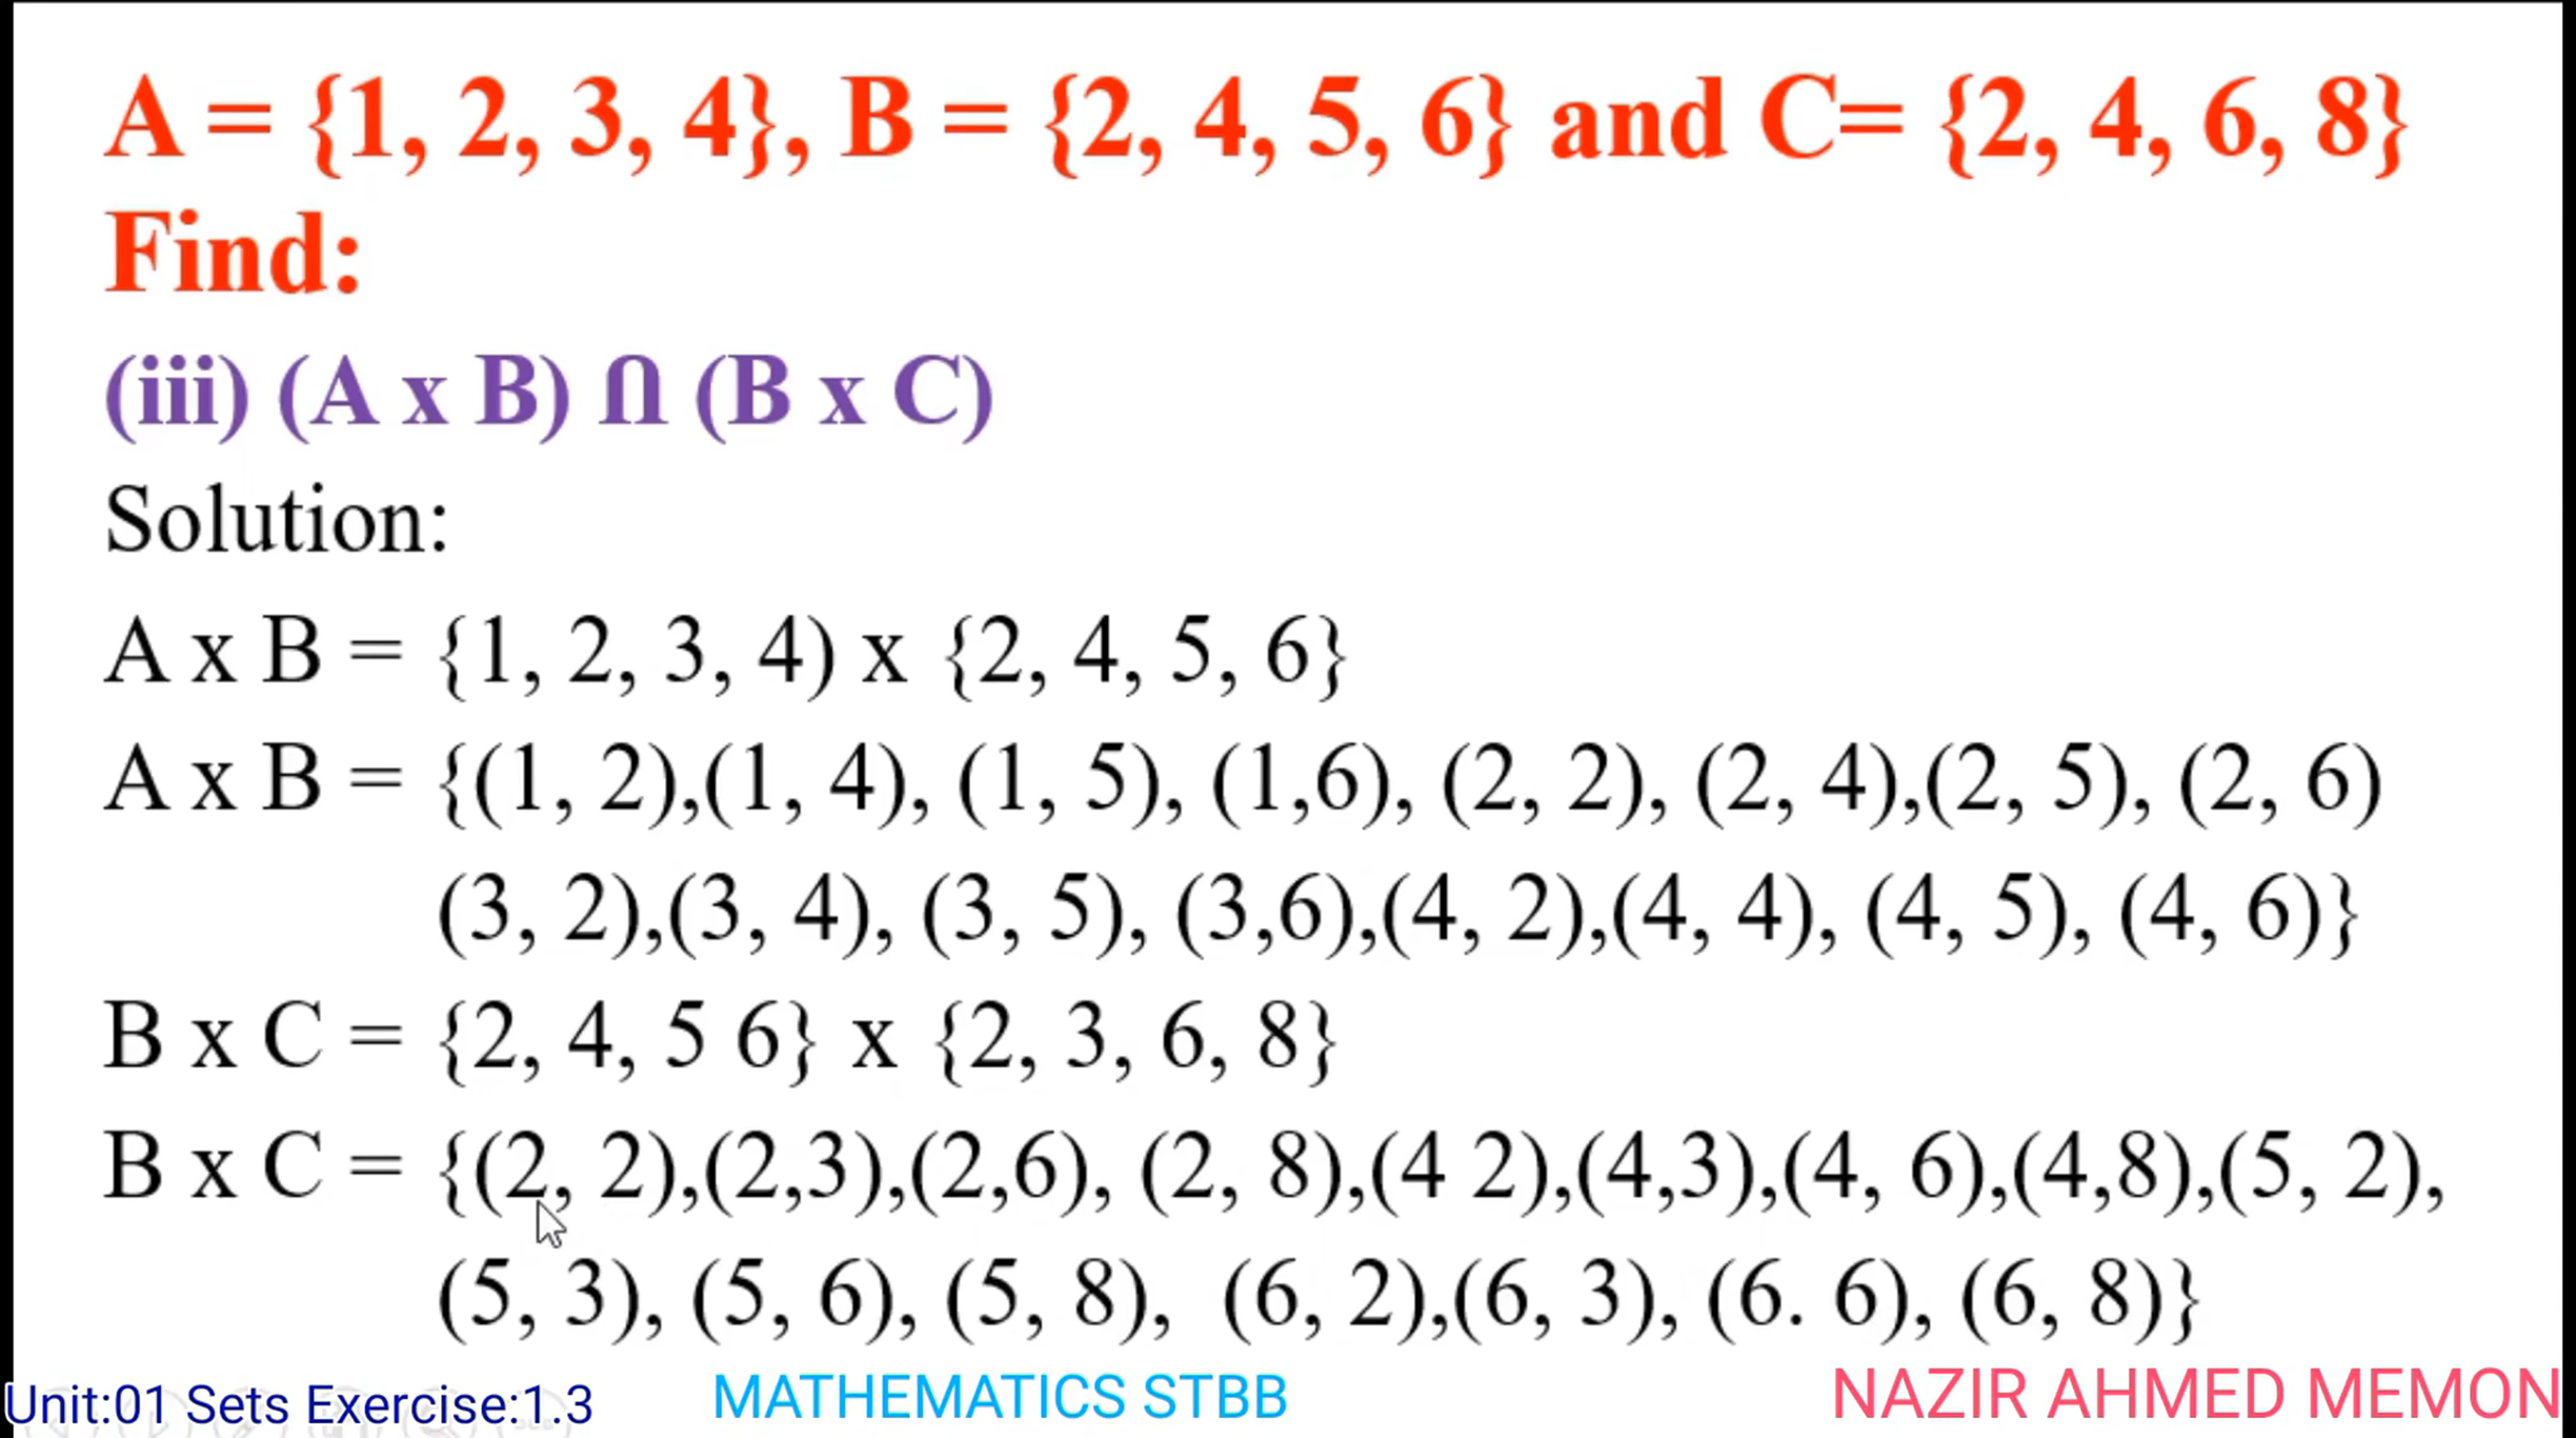 A = {1, 2, 3, 4}, B = {2, 4, 5, 6} and C= {2, 4, 6, 8}
Find:
(iii) (A x B) ∩ (B x C)
Solution:
A x B = {1, 2, 3, 4) x {2, 4, 5, 6}
A x B = {(1, 2),(1, 4), (1, 5), (1,6), (2, 2), (2, 4),(2, 5), (2, 6)
(3, 2),(3, 4), (3, 5), (3,6),(4, 2),(4, 4), (4, 5), (4, 6)}
B x C = {2, 4, 5 6} x {2, 3, 6, 8}
B x C = {(2, 2),(2,3),(2,6), (2, 8),(4 2),(4,3),(4, 6),(4,8),(5, 2),
(5, 3), (5, 6), (5, 8), (6, 2),(6, 3), (6. 6), (6, 8)}
Unit:01 Sets Exercise:1.3 MATHEMATICS STBB NAZIR AHMED MEMON